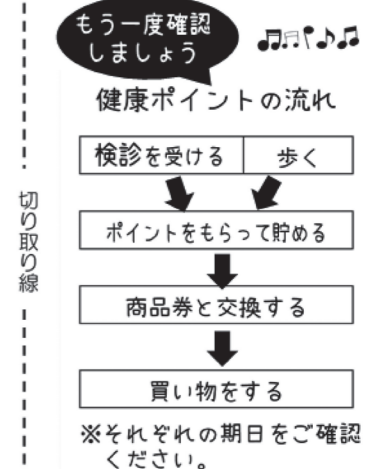 もう一度確認
しましょう
健康ポイントの流れ
検診を受ける 歩く
ポイントをもらって貯める
商品券と交換する
買い物をする
※それぞれの期日をご確認
ください。
切り取り線